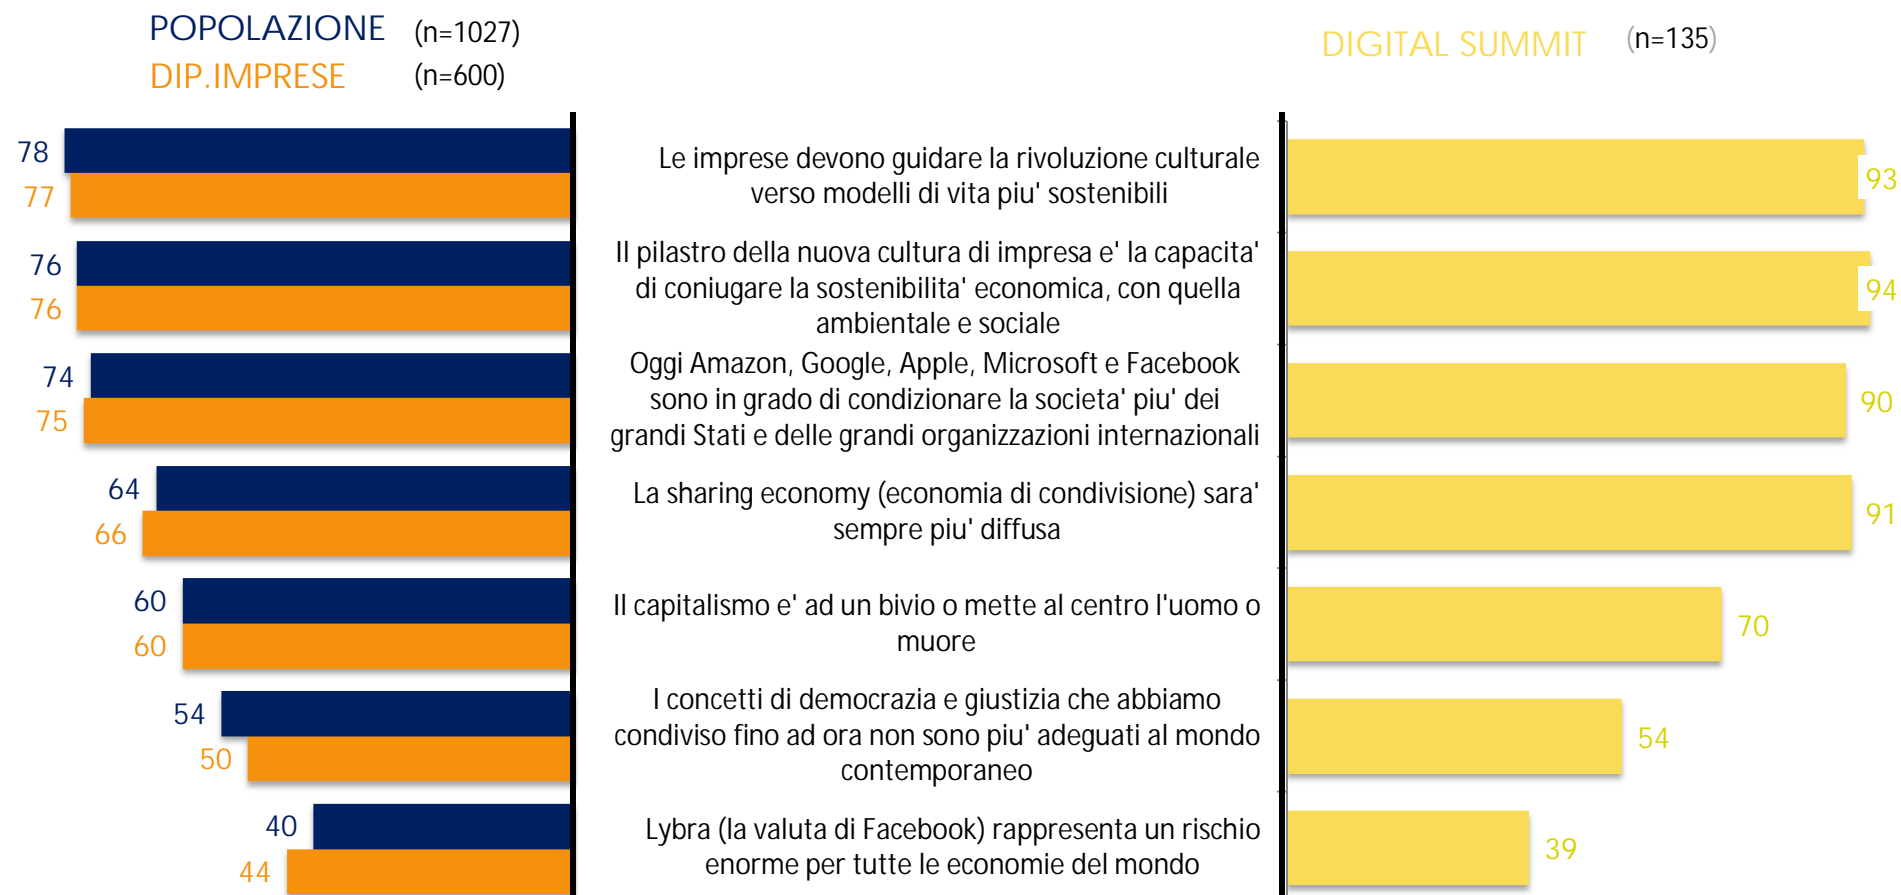 POPOLAZIONE (n=1027)
DIP.IMPRESE (n=600)
DIGITAL SUMMIT (n=135)
78
77
Le imprese devono guidare la rivoluzione culturale
verso modelli di vita piu' sostenibili
93
76
76
Il pilastro della nuova cultura di impresa e' la capacita'
di coniugare la sostenibilita' economica, con quella
ambientale e sociale
94
74
75
Oggi Amazon, Google, Apple, Microsoft e Facebook
sono in grado di condizionare la societa' piu' dei
grandi Stati e delle grandi organizzazioni internazionali
90
64
66
La sharing economy (economia di condivisione) sara'
sempre piu' diffusa
91
60
60
Il capitalismo e' ad un bivio o mette al centro l'uomo o
muore
70
54
50
I concetti di democrazia e giustizia che abbiamo
condiviso fino ad ora non sono piu' adeguati al mondo
contemporaneo
54
40
44
Lybra (la valuta di Facebook) rappresenta un rischio
enorme per tutte le economie del mondo
39